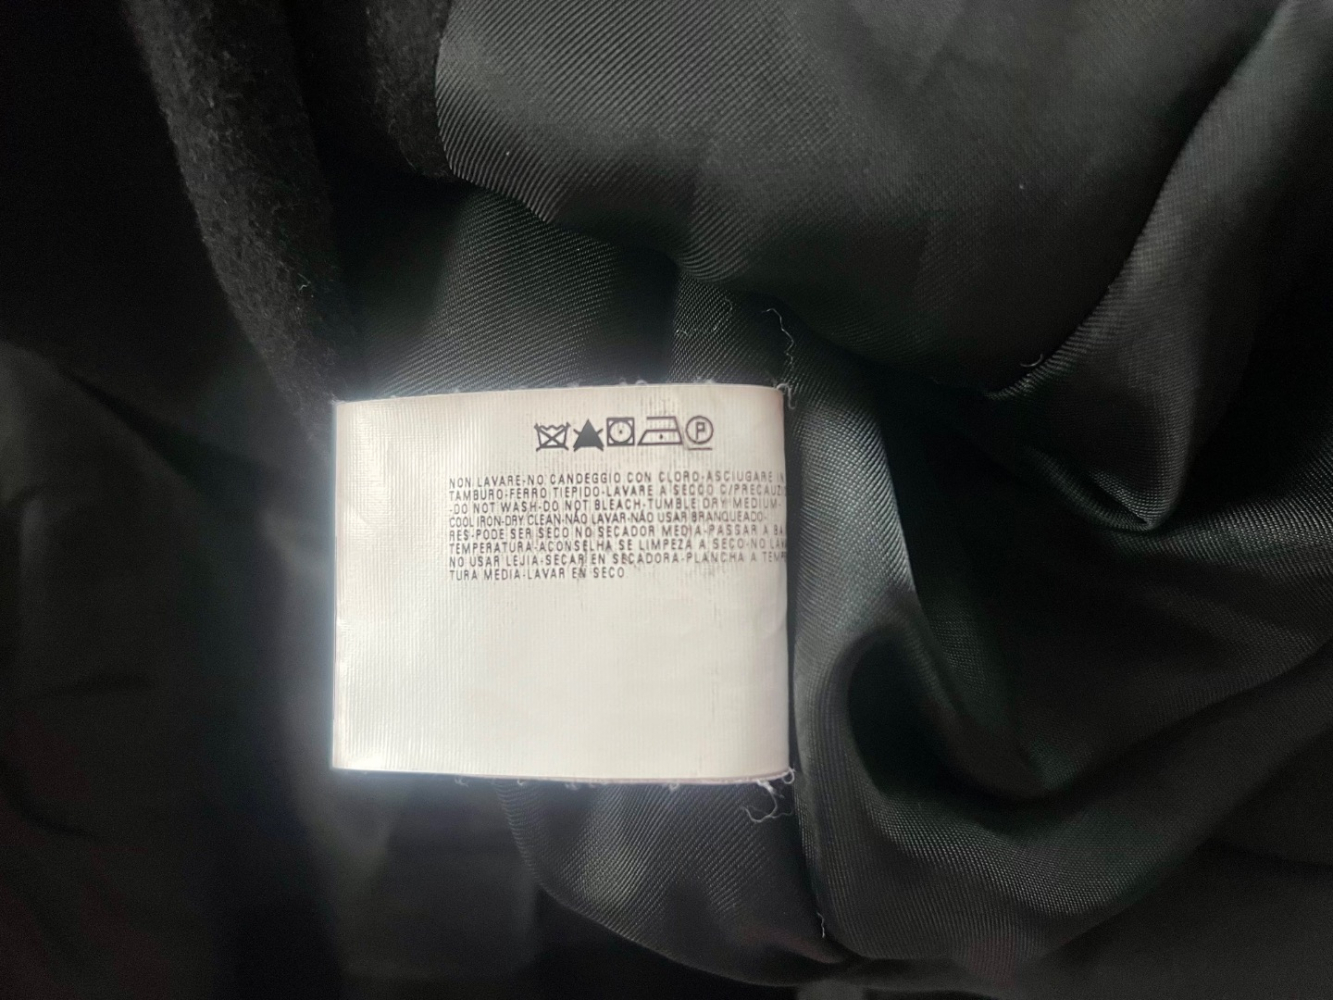 P
NON LAVARE-NO CANDEGGIO CON CLORO-ASCIUGARE
TAMBURO-FERRO TIEPIDO-LAVARE A SECCO C/PRECAUZ
-DO NOT WASH-DO NOT BLEACH-TUMBLE DRY MEDIUM-
COOL IRON-DRY CLEAN-NÃO LAVAR-NÃO USAR BRANQUEADO-
RES-PODE SER SECO NO SECADOR MEDIA-PASSAR A BA
TEMPERATURA-ACONSELHA SE LIMPEZA A SECO-NO LAV
NO USAR LEJIA-SECAR EN SECADORA-PLANCHA A TEMP
TURA MEDIA-LAVAR EN SECO